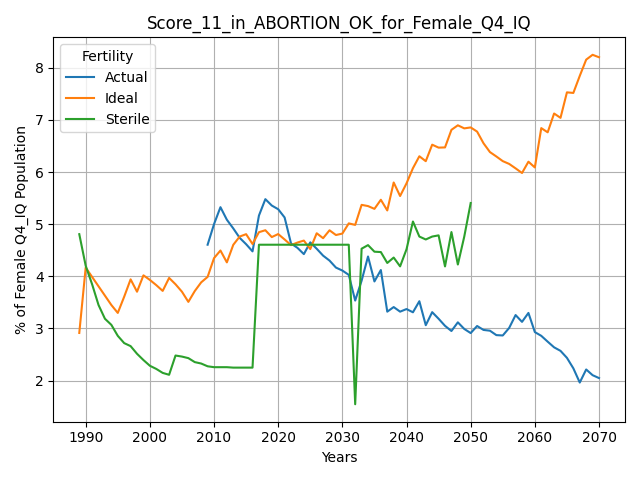 Score_11_in_ABORTION_OK_for_Female_Q4_IQ
Fertility
Actual
Ideal
Sterile
% of Female Q4_IQ Population
8
7
6
5
4
3
2
1990 2000 2010 2020 2030 2040 2050 2060 2070
Years